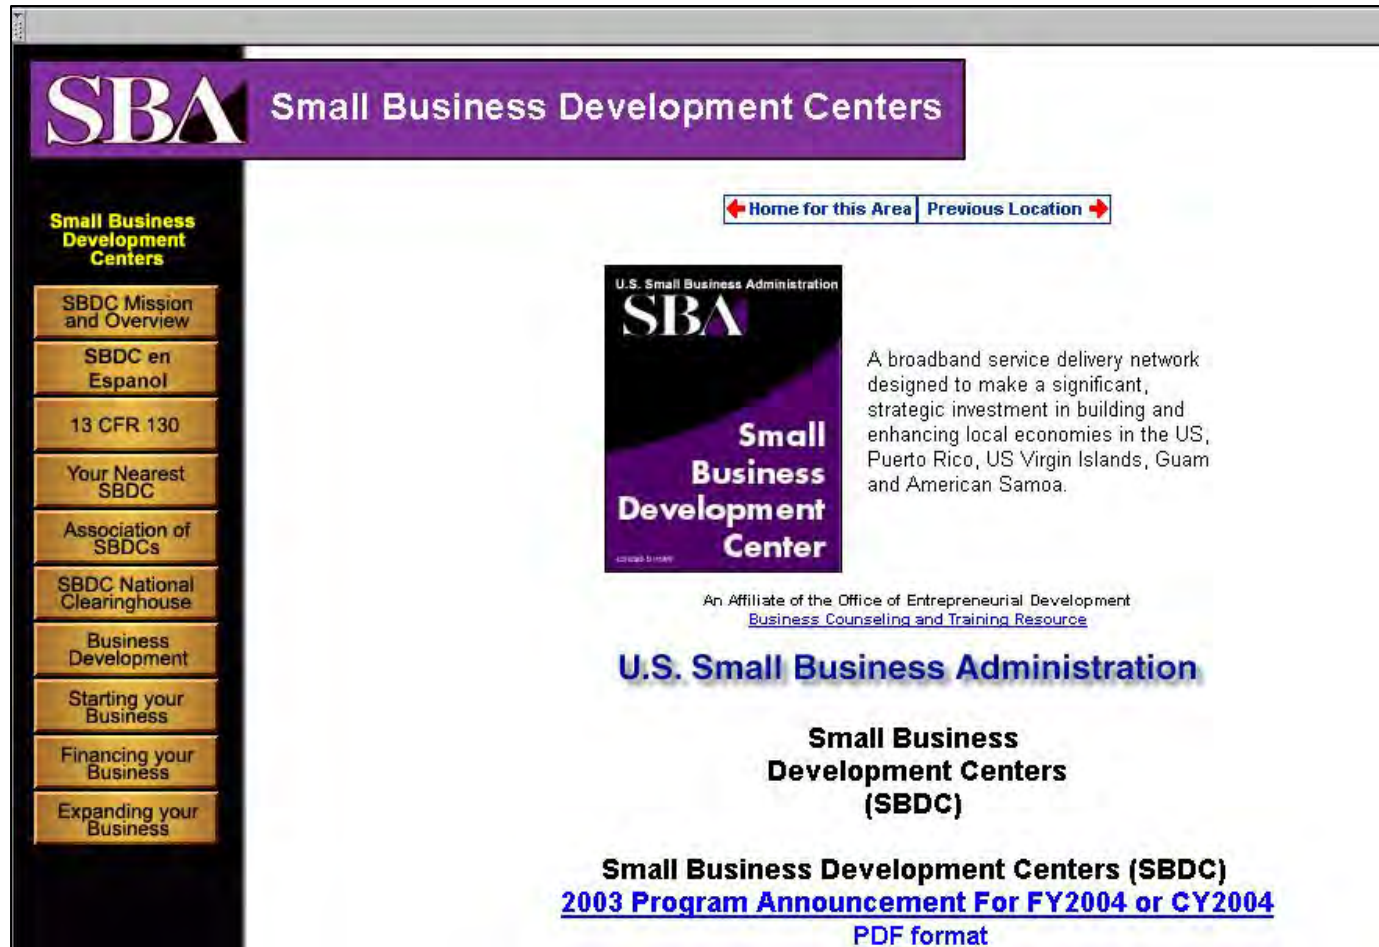 SBA Small Business Development Centers
Home for this Area Previous Location
Small Business
Development
Centers
SBDC Mission
and Overview
SBDC en
Espanol
13 CFR 130
Your Nearest
SBDC
Association of
SBDCs
SBDC National
Clearinghouse
Business
Development
Starting your
Business
Financing your
Business
Expanding your
Business
U.S. Small Business Administration
SBA
Small
Business
Development
Center
A broadband service delivery network
designed to make a significant,
strategic investment in building and
enhancing local economies in the US,
Puerto Rico, US Virgin Islands, Guam
and American Samoa.
An Affiliate of the Office of Entrepreneurial Development
Business Counseling and Training Resource
U.S. Small Business Administration
Small Business
Development Centers
(SBDC)
Small Business Development Centers (SBDC)
2003 Program Announcement For FY2004 or CY2004
PDF format